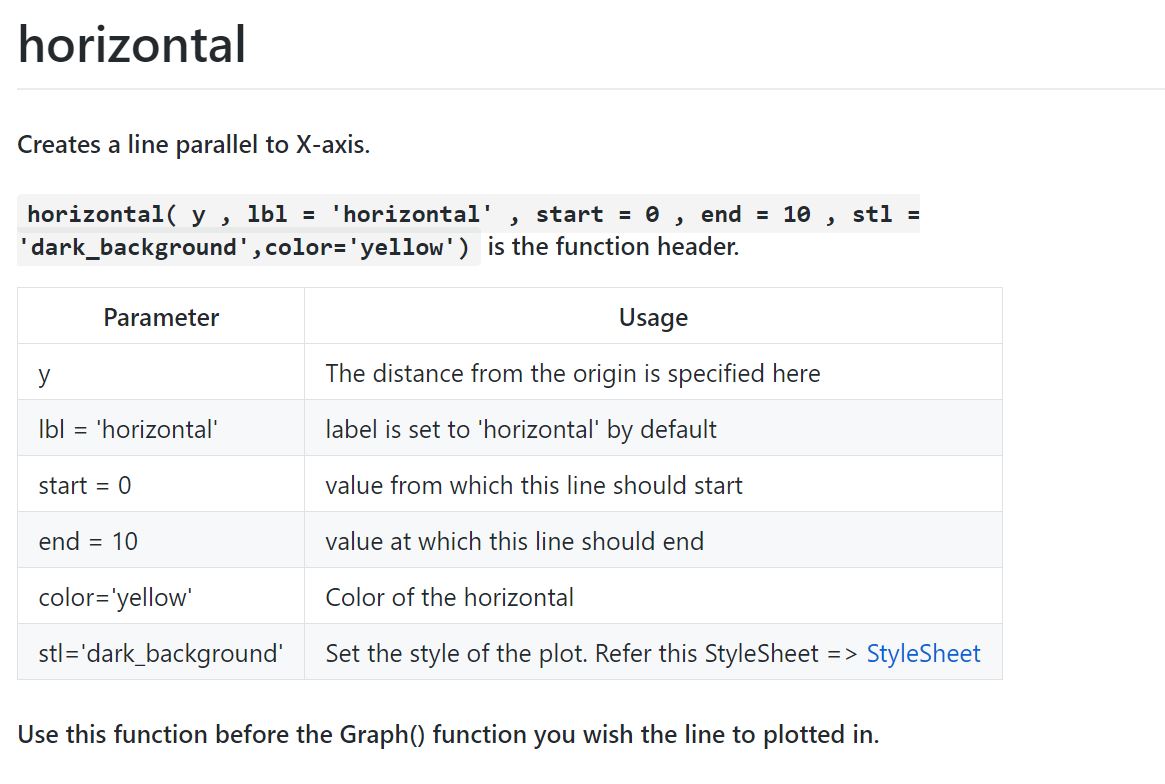 horizontal
Creates a line parallel to X-axis.
horizontal( y , lbl = 'horizontal' , start = 0 , end = 10 , stl =
'dark_background',color='yellow') is the function header.
Parameter Usage
y The distance from the origin is specified here
lbl = 'horizontal' label is set to 'horizontal' by default
start = 0 value from which this line should start
end = 10 value at which this line should end
color='yellow' Color of the horizontal
stl='dark_background' Set the style of the plot. Refer this StyleSheet => StyleSheet
Use this function before the Graph() function you wish the line to plotted in.